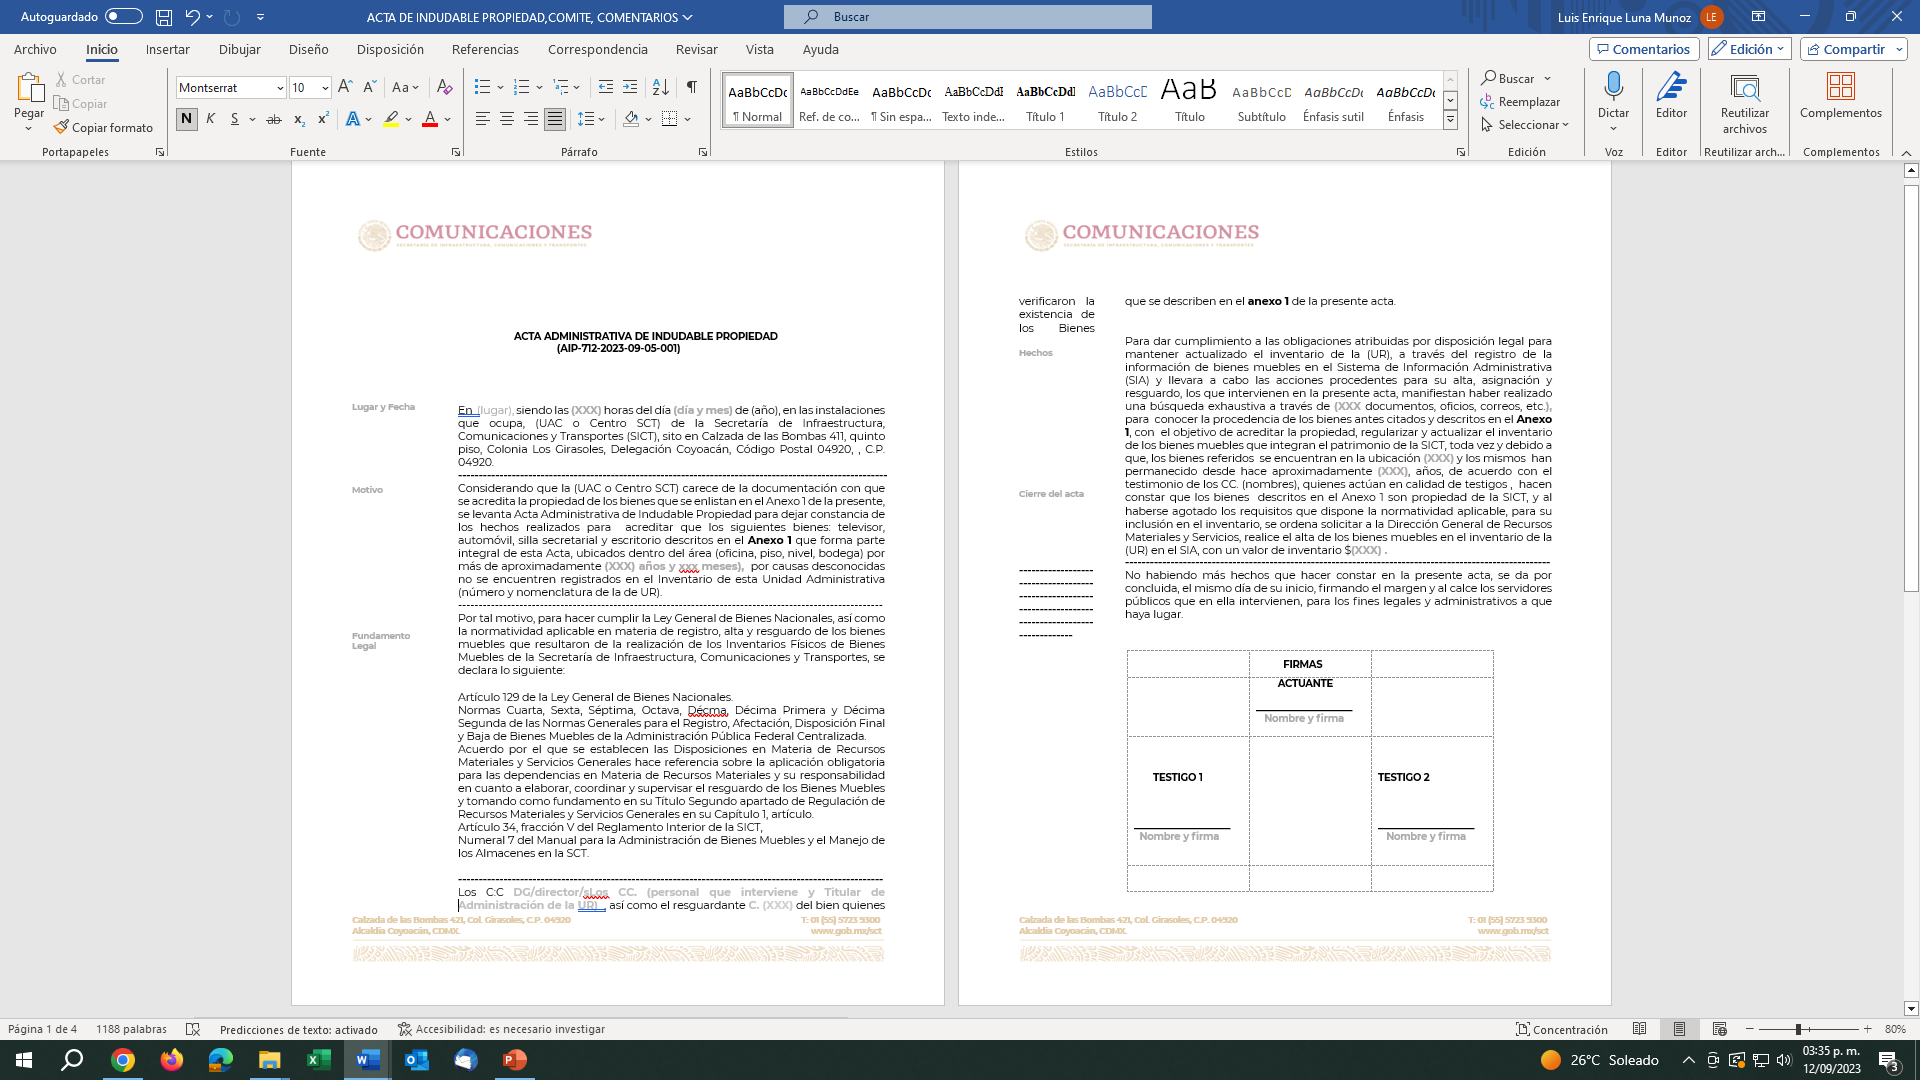 Autoguardado
ACTA DE INDUDABLE PROPIEDAD,COMITE, COMENTARIOS
Buscar
Luis Enrique Luna Munoz
LE
Archivo Inicio Insertar Dibujar Diseño Disposición Referencias Correspondencia Revisar Vista Ayuda
Comentarios Edición Compartir
Pegar
Cortar
Copiar
Copiar formato
Portapapeles
Montserrat 10
N K S ab x₂ x²
Fuente
Párrafo
AaBbCcDc ¶ Normal
AaBbCcDdEe Ref. de co...
AaBbCcDc ¶ Sin espa...
AaBbCcDdE Texto inde...
AaBbCcDdI Título 1
AaBbCcC Título 2
AaB Título
AaBbCcD Subtítulo
AaBbCcDc Énfasis sutil
AaBbCcDc Énfasis
Estilos
Buscar
Reemplazar
Seleccionar
Edición
Dictar
Voz
Editor
Editor
Reutilizar archivos
Reutilizar arch...
Complementos
Complementos
COMUNICACIONES
SECRETARÍA DE INFRAESTRUCTURA, COMUNICACIONES Y TRANSPORTES
ACTA ADMINISTRATIVA DE INDUDABLE PROPIEDAD
(AIP-712-2023-09-05-001)
Lugar y Fecha
En (lugar), siendo las (XXX) horas del día (día y mes) de (año), en las instalaciones
que ocupa, (UAC o Centro SCT) de la Secretaría de Infraestructura,
Comunicaciones y Transportes (SICT), sito en Calzada de las Bombas 411, quinto
piso, Colonia Los Girasoles, Delegación Coyoacán, Código Postal 04920, , C.P.
04920.
Motivo
Considerando que la (UAC o Centro SCT) carece de la documentación con que
se acredita la propiedad de los bienes que se enlistan en el Anexo 1 de la presente,
se levanta Acta Administrativa de Indudable Propiedad para dejar constancia de
los hechos realizados para acreditar que los siguientes bienes: televisor,
automóvil, silla secretarial y escritorio descritos en el Anexo 1 que forma parte
integral de esta Acta, ubicados dentro del área (oficina, piso, nivel, bodega) por
más de aproximadamente (XXX) años y xxx meses), por causas desconocidas
no se encuentren registrados en el Inventario de esta Unidad Administrativa
(número y nomenclatura de la de UR).
Fundamento
Legal
Por tal motivo, para hacer cumplir la Ley General de Bienes Nacionales, así como
la normatividad aplicable en materia de registro, alta y resguardo de los bienes
muebles que resultaron de la realización de los Inventarios Físicos de Bienes
Muebles de la Secretaría de Infraestructura, Comunicaciones y Transportes, se
declara lo siguiente:
Artículo 129 de la Ley General de Bienes Nacionales.
Normas Cuarta, Sexta, Séptima, Octava, Décma, Décima Primera y Décima
Segunda de las Normas Generales para el Registro, Afectación, Disposición Final
y Baja de Bienes Muebles de la Administración Pública Federal Centralizada.
Acuerdo por el que se establecen las Disposiciones en Materia de Recursos
Materiales y Servicios Generales hace referencia sobre la aplicación obligatoria
para las dependencias en Materia de Recursos Materiales y su responsabilidad
en cuanto a elaborar, coordinar y supervisar el resguardo de los Bienes Muebles
y tomando como fundamento en su Título Segundo apartado de Regulación de
Recursos Materiales y Servicios Generales en su Capítulo 1, artículo.
Artículo 34, fracción V del Reglamento Interior de la SICT,
Numeral 7 del Manual para la Administración de Bienes Muebles y el Manejo de
los Almacenes en la SCT.
Los C:C DG/director/sLos CC. (personal que interviene y Titular de
Administración de la UR) , así como el resguardante C. (XXX) del bien quienes
Calzada de las Bombas 421, Col. Girasoles, C.P. 04920 T: 01 (55) 5723 9300
Alcaldía Coyoacán, CDMX. www.gob.mx/sct
COMUNICACIONES
SECRETARÍA DE INFRAESTRUCTURA, COMUNICACIONES Y TRANSPORTES
verificaron la
existencia de
los Bienes
que se describen en el anexo 1 de la presente acta.
Hechos
Para dar cumplimiento a las obligaciones atribuidas por disposición legal para
mantener actualizado el inventario de la (UR), a través del registro de la
información de bienes muebles en el Sistema de Información Administrativa
(SIA) y llevara a cabo las acciones procedentes para su alta, asignación y
resguardo, los que intervienen en la presente acta, manifiestan haber realizado
una búsqueda exhaustiva a través de (XXX documentos, oficios, correos, etc.),
para conocer la procedencia de los bienes antes citados y descritos en el Anexo
1, con el objetivo de acreditar la propiedad, regularizar y actualizar el inventario
de los bienes muebles que integran el patrimonio de la SICT, toda vez y debido a
que, los bienes referidos se encuentran en la ubicación (XXX) y los mismos han
permanecido desde hace aproximadamente (XXX), años, de acuerdo con el
testimonio de los CC. (nombres), quienes actúan en calidad de testigos , hacen
constar que los bienes descritos en el Anexo 1 son propiedad de la SICT, y al
haberse agotado los requisitos que dispone la normatividad aplicable, para su
inclusión en el inventario, se ordena solicitar a la Dirección General de Recursos
Materiales y Servicios, realice el alta de los bienes muebles en el inventario de la
(UR) en el SIA, con un valor de inventario $(XXX) .
Cierre del acta
No habiendo más hechos que hacer constar en la presente acta, se da por
concluida, el mismo día de su inicio, firmando el margen y al calce los servidores
públicos que en ella intervienen, para los fines legales y administrativos a que
haya lugar.
FIRMAS
ACTUANTE
Nombre y firma
TESTIGO 1 TESTIGO 2
Nombre y firma Nombre y firma
Calzada de las Bombas 421, Col. Girasoles, C.P. 04920 T: 01 (55) 5723 9300
Alcaldía Coyoacán, CDMX. www.gob.mx/sct
Página 1 de 4 1188 palabras Predicciones de texto: activado Accesibilidad: es necesario investigar
Concentración 80%
26°C Soleado
03:35 p. m.
12/09/2023
3